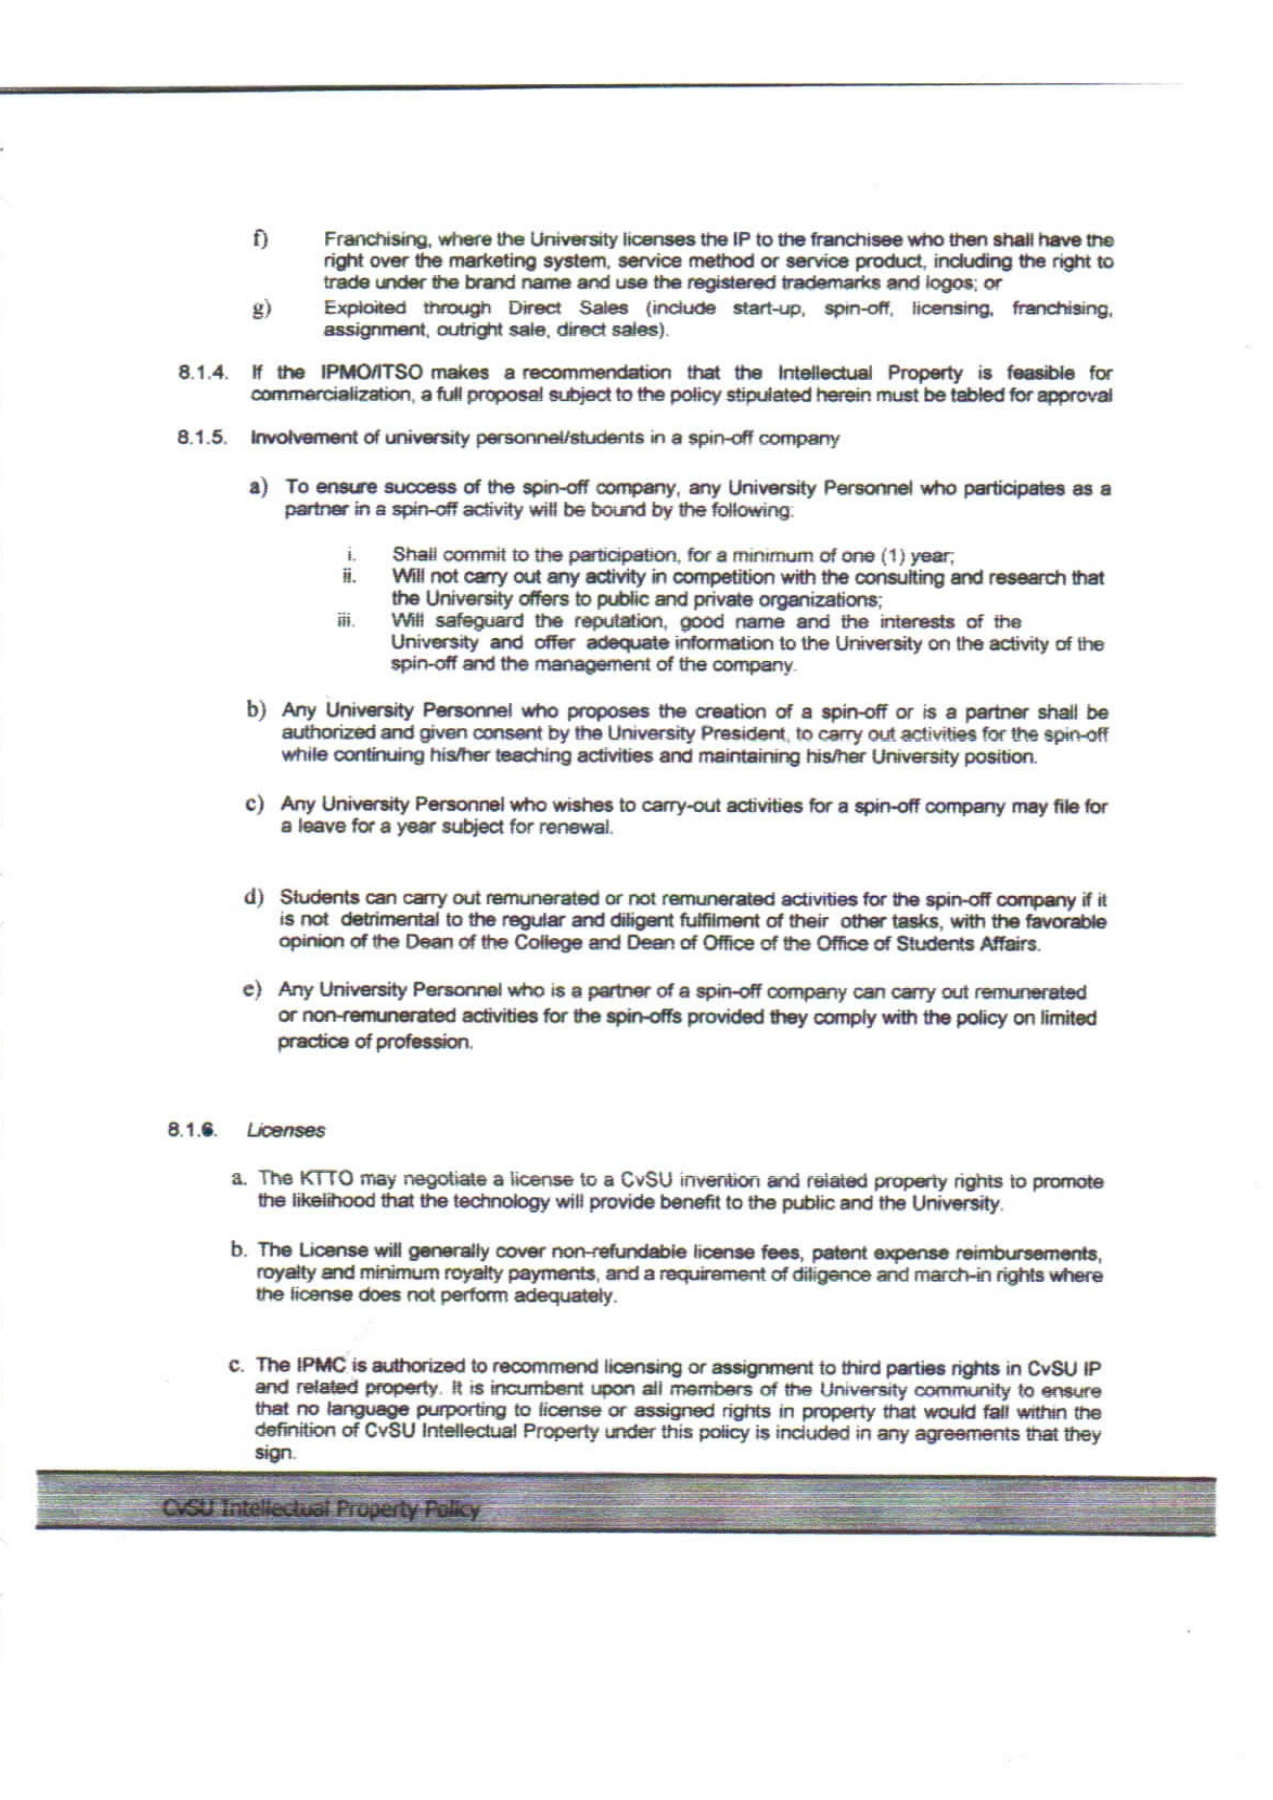 f) Franchising, where the University licenses the IP to the franchisee who then shall have the
right over the marketing system, service method or service product, including the right to
trade under the brand name and use the registered trademarks and logos; or
g) Exploited through Direct Sales (include start-up, spin-off, licensing, franchising,
assignment, outright sale, direct sales).
8.1.4. If the IPMO/ITSO makes a recommendation that the Intellectual Property is feasible for
commercialization, a full proposal subject to the policy stipulated herein must be tabled for approval
8.1.5. Involvement of university personnel/students in a spin-off company
a) To ensure success of the spin-off company, any University Personnel who participates as a
partner in a spin-off activity will be bound by the following:
i. Shall commit to the participation, for a minimum of one (1) year;
ii. Will not carry out any activity in competition with the consulting and research that
the University offers to public and private organizations;
iii. Will safeguard the reputation, good name and the interests of the
University and offer adequate information to the University on the activity of the
spin-off and the management of the company.
b) Any University Personnel who proposes the creation of a spin-off or is a partner shall be
authorized and given consent by the University President, to carry out activities for the spin-off
while continuing his/her teaching activities and maintaining his/her University position.
c) Any University Personnel who wishes to carry-out activities for a spin-off company may file for
a leave for a year subject for renewal.
d) Students can carry out remunerated or not remunerated activities for the spin-off company if it
is not detrimental to the regular and diligent fulfilment of their other tasks, with the favorable
opinion of the Dean of the College and Dean of Office of the Office of Students Affairs.
e) Any University Personnel who is a partner of a spin-off company can carry out remunerated
or non-remunerated activities for the spin-offs provided they comply with the policy on limited
practice of profession.
8.1.6. Licenses
a. The KTTO may negotiate a license to a CvSU invention and related property rights to promote
the likelihood that the technology will provide benefit to the public and the University.
b. The License will generally cover non-refundable license fees, patent expense reimbursements,
royalty and minimum royalty payments, and a requirement of diligence and march-in rights where
the license does not perform adequately.
c. The IPMC is authorized to recommend licensing or assignment to third parties rights in CvSU IP
and related property. It is incumbent upon all members of the University community to ensure
that no language purporting to license or assigned rights in property that would fall within the
definition of CvSU Intellectual Property under this policy is included in any agreements that they
sign.
CvSU Intellectual Property Policy